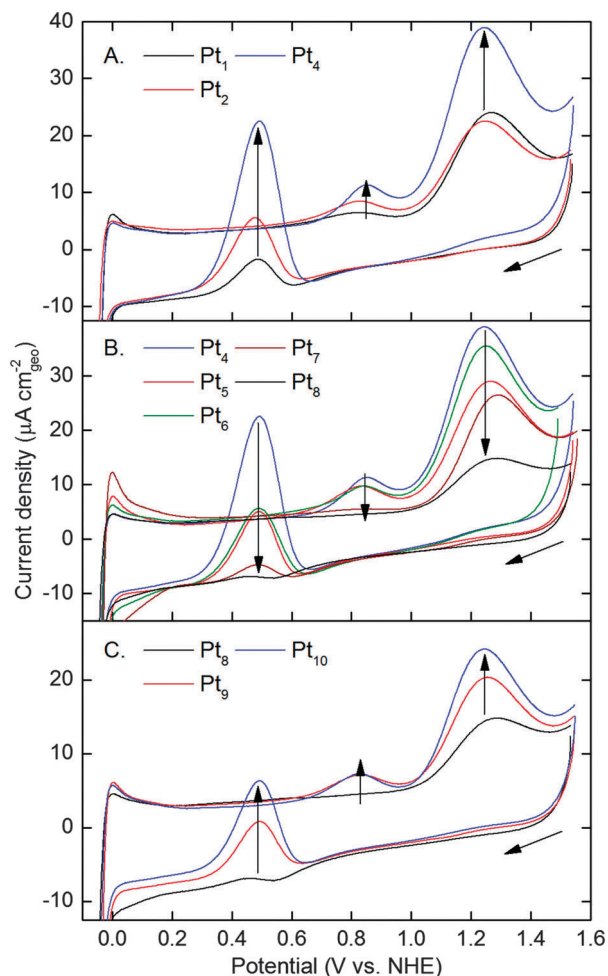 A. Pt₁ Pt₄
Pt₂
40
30
20
10
0
-10
B. Pt₄ Pt₇
Pt₅ Pt₈
Pt₆
30
20
10
0
-10
C. Pt₈ Pt₁₀
Pt₉
20
10
0
-10
Current density (μA cm⁻²geo)
0.0 0.2 0.4 0.6 0.8 1.0 1.2 1.4 1.6
Potential (V vs. NHE)